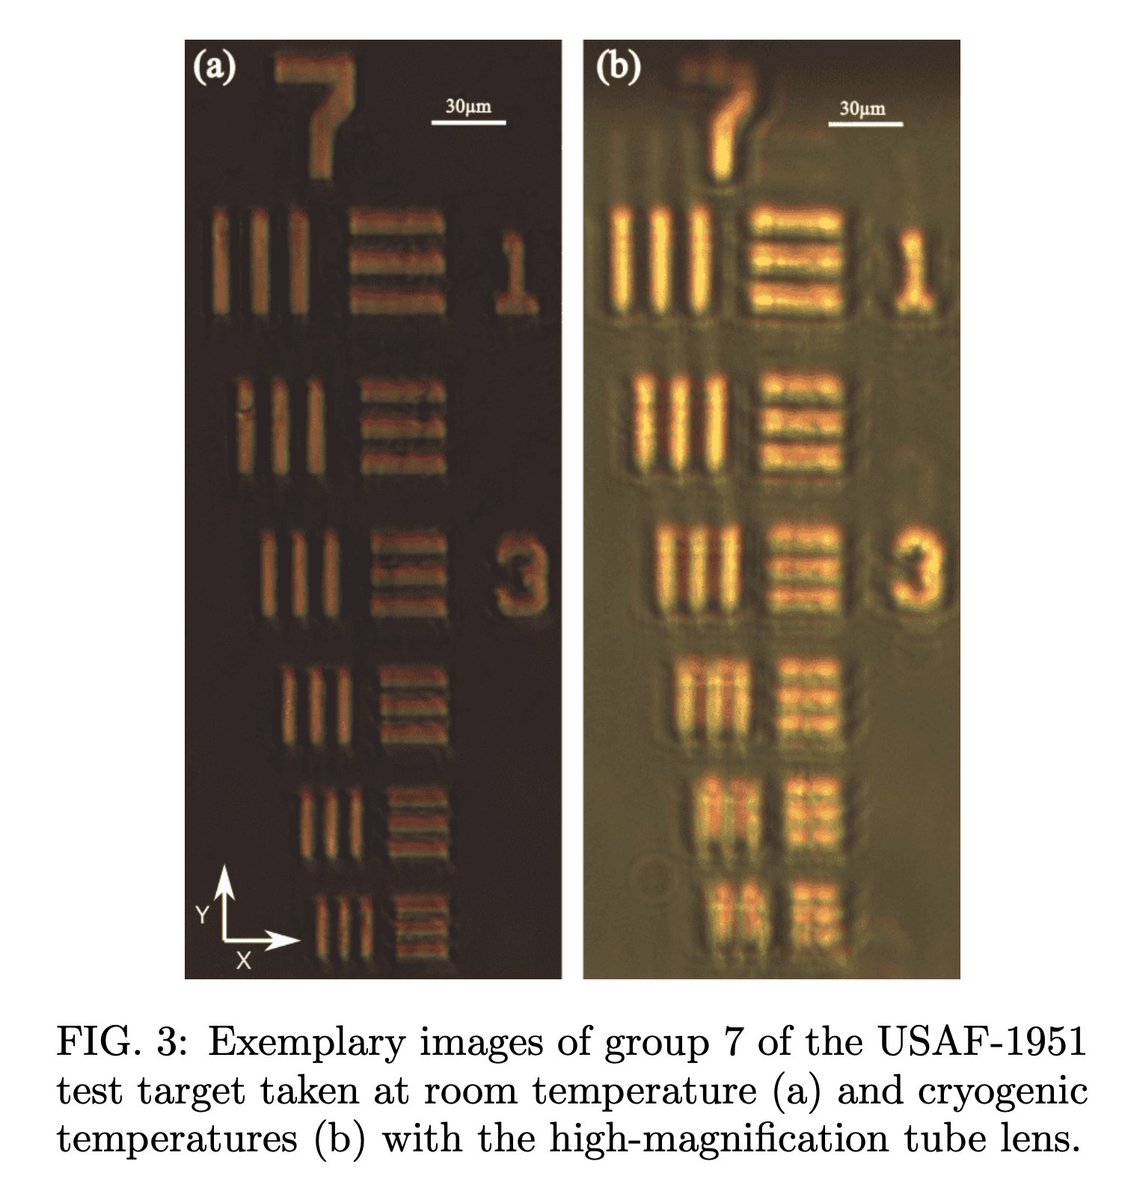 (a)
7
30μm
1
3
Y
X
(b)
7
30μm
1
3
FIG. 3: Exemplary images of group 7 of the USAF-1951
test target taken at room temperature (a) and cryogenic
temperatures (b) with the high-magnification tube lens.